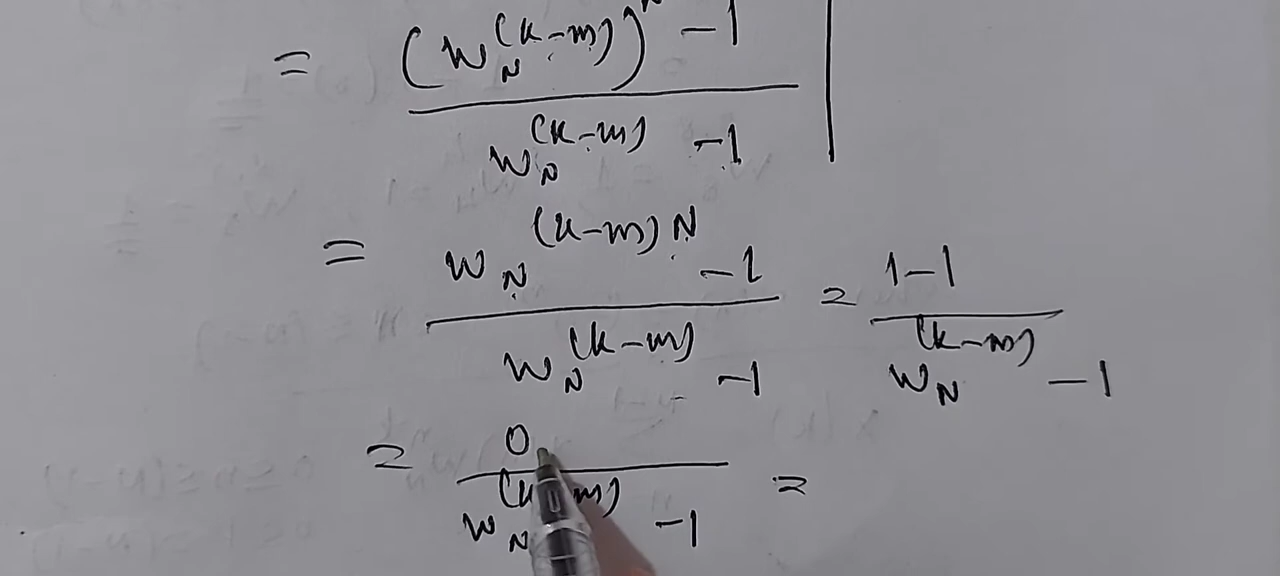 = (W_N^(k-m))^N -1 / W_N^(k-m) -1
= W_N^(k-m)N -1 / W_N^(k-m) -1 = 1-1 / W_N^(k-m) -1
= 0 / W_N^(k-m) -1 =